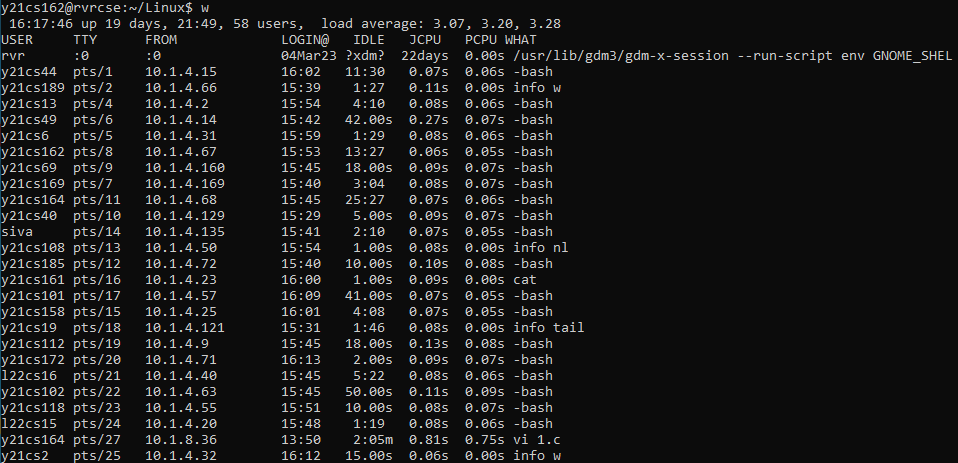 y21cs162@rvrcse:~/Linux$ w
 16:17:46 up 19 days, 21:49, 58 users,  load average: 3.07, 3.20, 3.28
USER     TTY      FROM             LOGIN@   IDLE   JCPU   PCPU WHAT
rvr      :0       :0               04Mar23 ?xdm?  22days  0.00s /usr/lib/gdm3/gdm-x-session --run-script env GNOME_SHEL
y21cs44  pts/1    10.1.4.15        16:02   11:30   0.07s  0.06s -bash
y21cs189 pts/2    10.1.4.66        15:39    1:27   0.11s  0.00s info w
y21cs13  pts/4    10.1.4.2         15:54    4:10   0.08s  0.06s -bash
y21cs49  pts/6    10.1.4.14        15:42   42.00s  0.27s  0.07s -bash
y21cs6   pts/5    10.1.4.31        15:59    1:29   0.08s  0.06s -bash
y21cs162 pts/8    10.1.4.67        15:53   13:27   0.06s  0.05s -bash
y21cs69  pts/9    10.1.4.160       15:45   18.00s  0.09s  0.07s -bash
y21cs169 pts/7    10.1.4.169       15:40    3:04   0.08s  0.07s -bash
y21cs164 pts/11   10.1.4.68        15:45   25:27   0.07s  0.06s -bash
y21cs40  pts/10   10.1.4.129       15:29    5.00s  0.09s  0.07s -bash
siva     pts/14   10.1.4.135       15:41    2:10   0.07s  0.05s -bash
y21cs108 pts/13   10.1.4.50        15:54    1.00s  0.08s  0.00s info nl
y21cs185 pts/12   10.1.4.72        15:40   10.00s  0.10s  0.08s -bash
y21cs161 pts/16   10.1.4.23        16:00    1.00s  0.09s  0.00s cat
y21cs101 pts/17   10.1.4.57        16:09   41.00s  0.07s  0.05s -bash
y21cs158 pts/15   10.1.4.25        16:01    4:08   0.07s  0.05s -bash
y21cs19  pts/18   10.1.4.121       15:31    1:46   0.08s  0.00s info tail
y21cs112 pts/19   10.1.4.9         15:45   18.00s  0.13s  0.08s -bash
y21cs172 pts/20   10.1.4.71        16:13    2.00s  0.09s  0.07s -bash
l22cs16  pts/21   10.1.4.40        15:45    5:22   0.08s  0.06s -bash
y21cs102 pts/22   10.1.4.63        15:45   50.00s  0.11s  0.09s -bash
y21cs118 pts/23   10.1.4.55        15:51   10.00s  0.08s  0.07s -bash
l22cs15  pts/24   10.1.4.20        15:48    1:19   0.08s  0.06s -bash
y21cs164 pts/27   10.1.8.36        13:50    2:05m  0.81s  0.75s vi 1.c
y21cs2   pts/25   10.1.4.32        16:12   15.00s  0.06s  0.00s info w